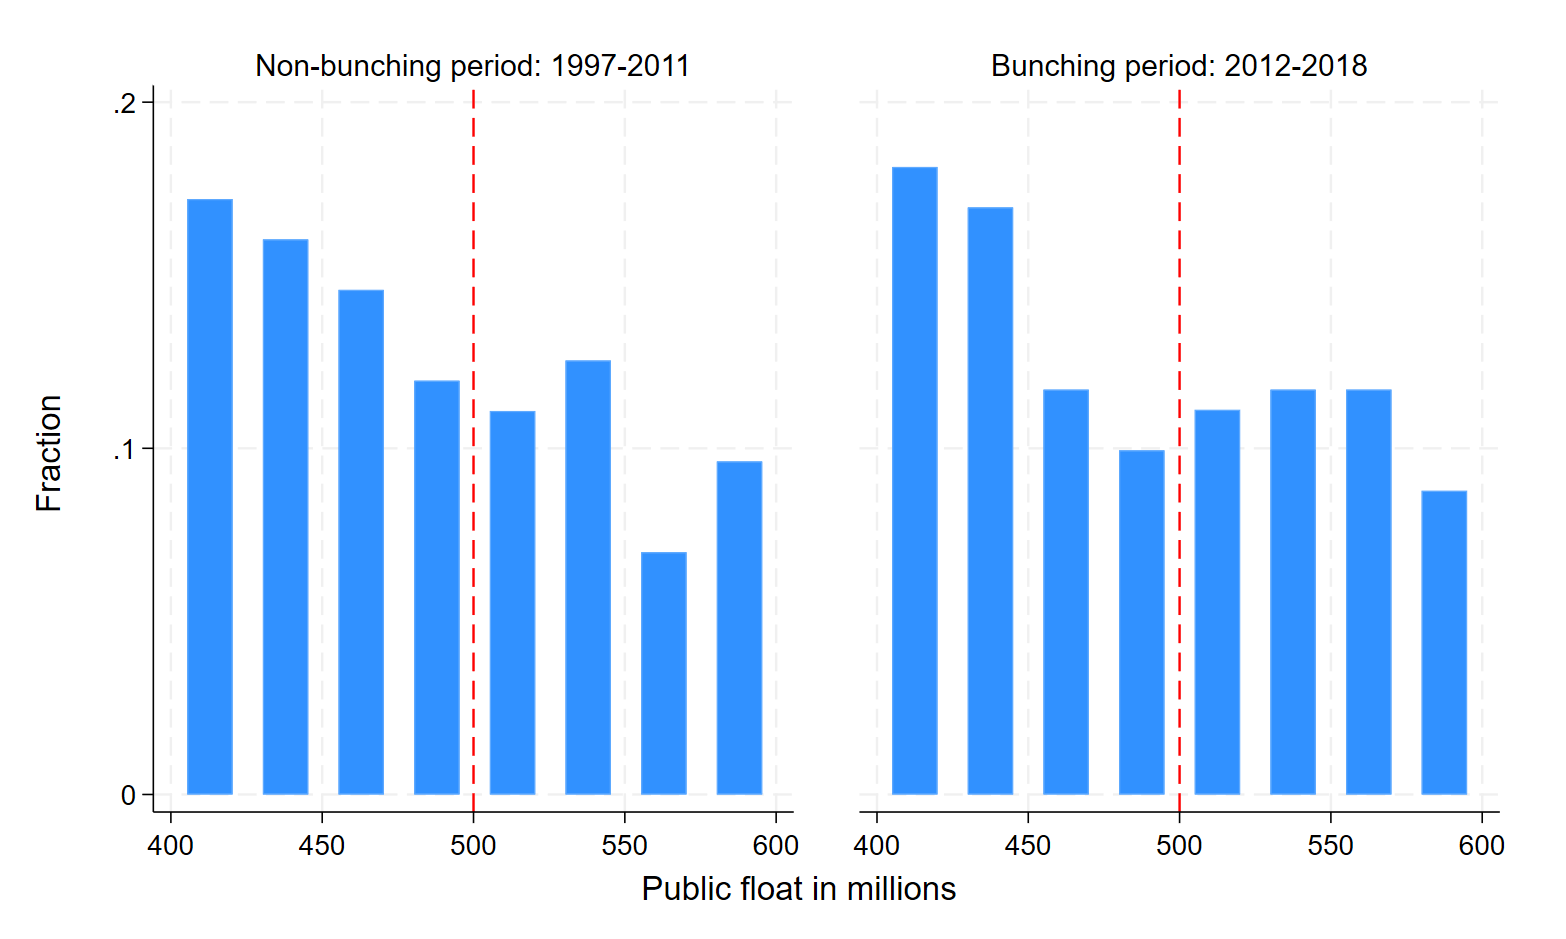 Non-bunching period: 1997-2011
Bunching period: 2012-2018
.2
.1
0
Fraction
400 450 500 550 600
400 450 500 550 600
Public float in millions